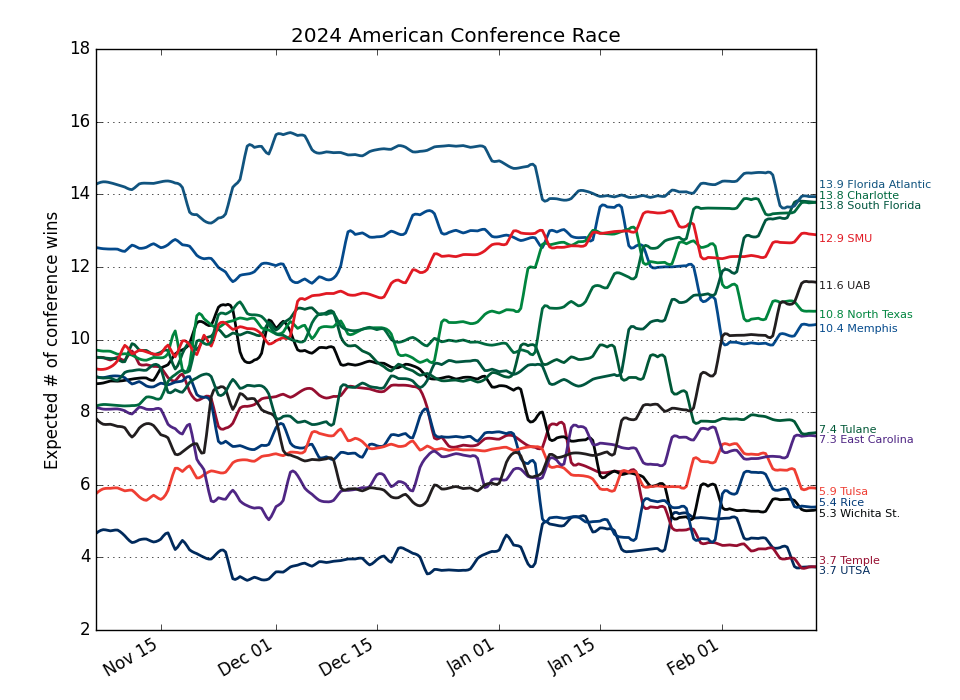 2024 American Conference Race
Expected # of conference wins
18
16
14
12
10
8
6
4
2
13.9 Florida Atlantic
13.8 Charlotte
13.8 South Florida
12.9 SMU
11.6 UAB
10.8 North Texas
10.4 Memphis
7.4 Tulane
7.3 East Carolina
5.9 Tulsa
5.4 Rice
5.3 Wichita St.
3.7 Temple
3.7 UTSA
Nov 15
Dec 01
Dec 15
Jan 01
Jan 15
Feb 01